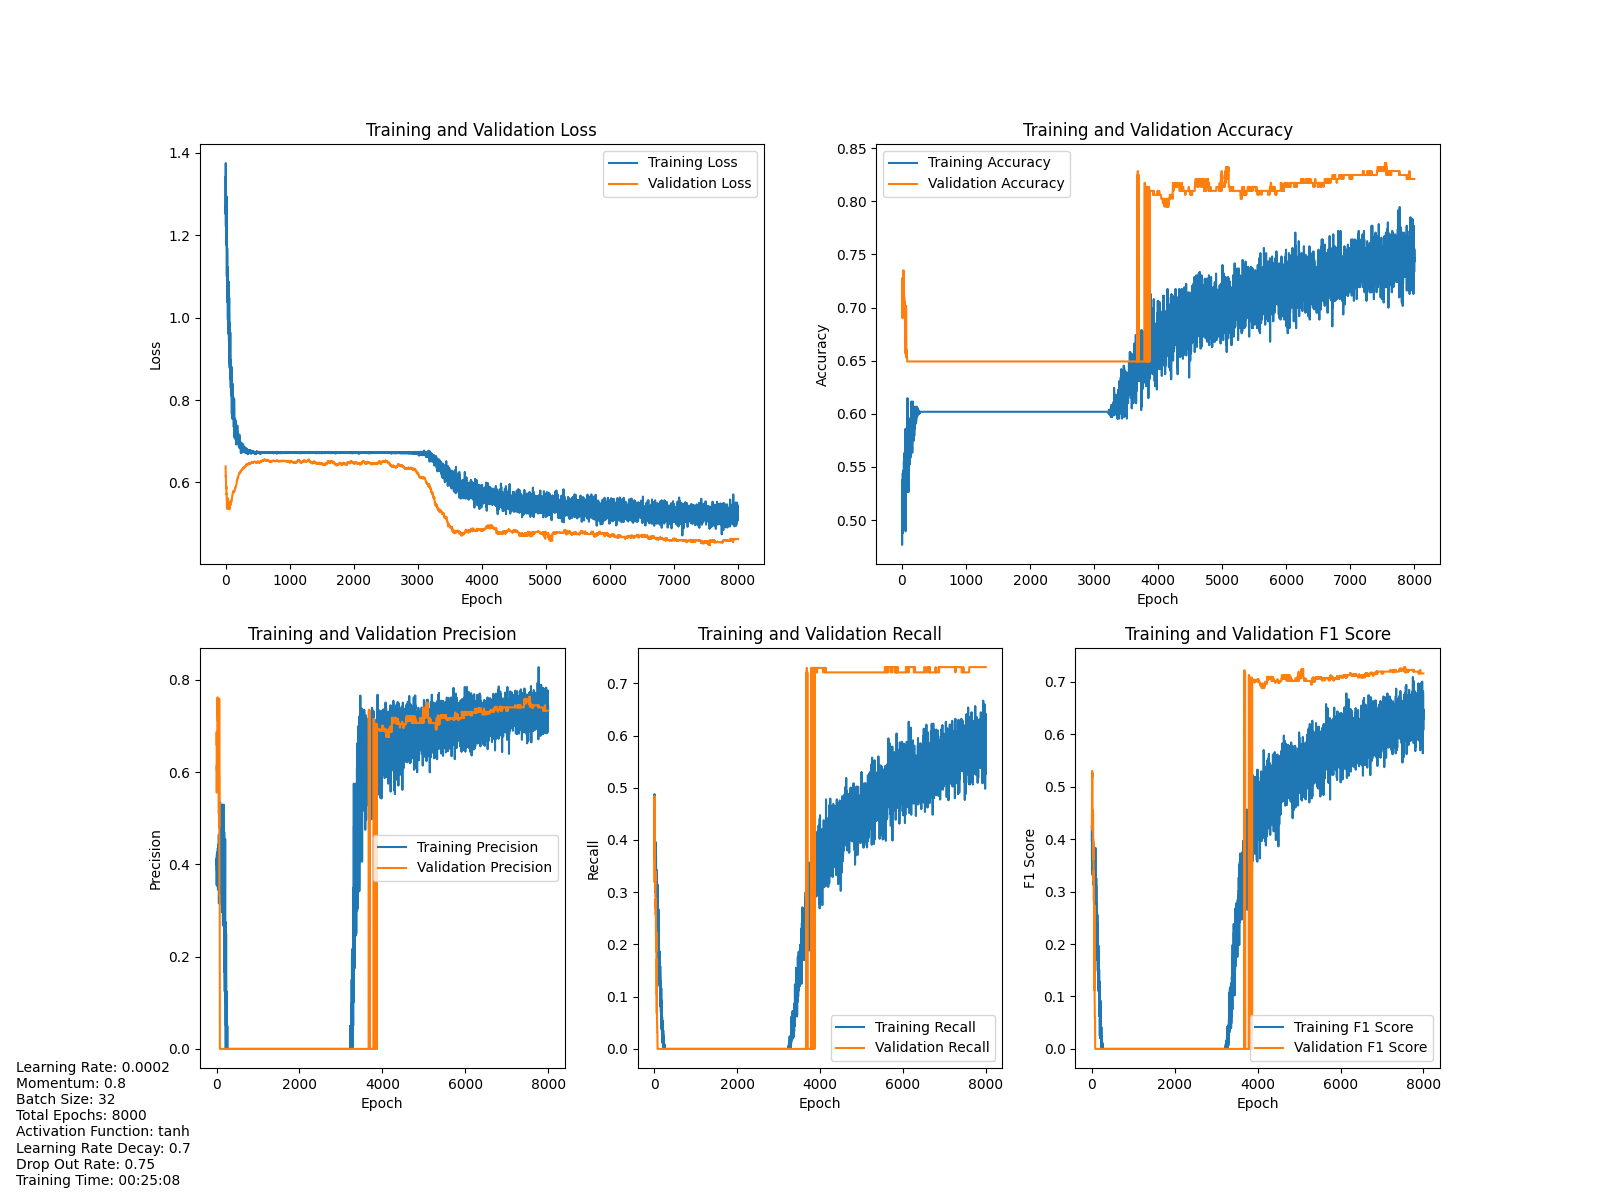 Training and Validation Loss
1.4
1.2
1.0
0.8
0.6
Loss
0 1000 2000 3000 4000 5000 6000 7000 8000
Epoch
Training Loss
Validation Loss
Training and Validation Accuracy
0.85
0.80
0.75
0.70
0.65
0.60
0.55
0.50
Accuracy
0 1000 2000 3000 4000 5000 6000 7000 8000
Epoch
Training Accuracy
Validation Accuracy
Training and Validation Precision
0.8
0.6
0.4
0.2
0.0
Precision
0 2000 4000 6000 8000
Epoch
Training Precision
Validation Precision
Training and Validation Recall
0.7
0.6
0.5
0.4
0.3
0.2
0.1
0.0
Recall
0 2000 4000 6000 8000
Epoch
Training Recall
Validation Recall
Training and Validation F1 Score
0.7
0.6
0.5
0.4
0.3
0.2
0.1
0.0
F1 Score
0 2000 4000 6000 8000
Epoch
Training F1 Score
Validation F1 Score
Learning Rate: 0.0002
Momentum: 0.8
Batch Size: 32
Total Epochs: 8000
Activation Function: tanh
Learning Rate Decay: 0.7
Drop Out Rate: 0.75
Training Time: 00:25:08